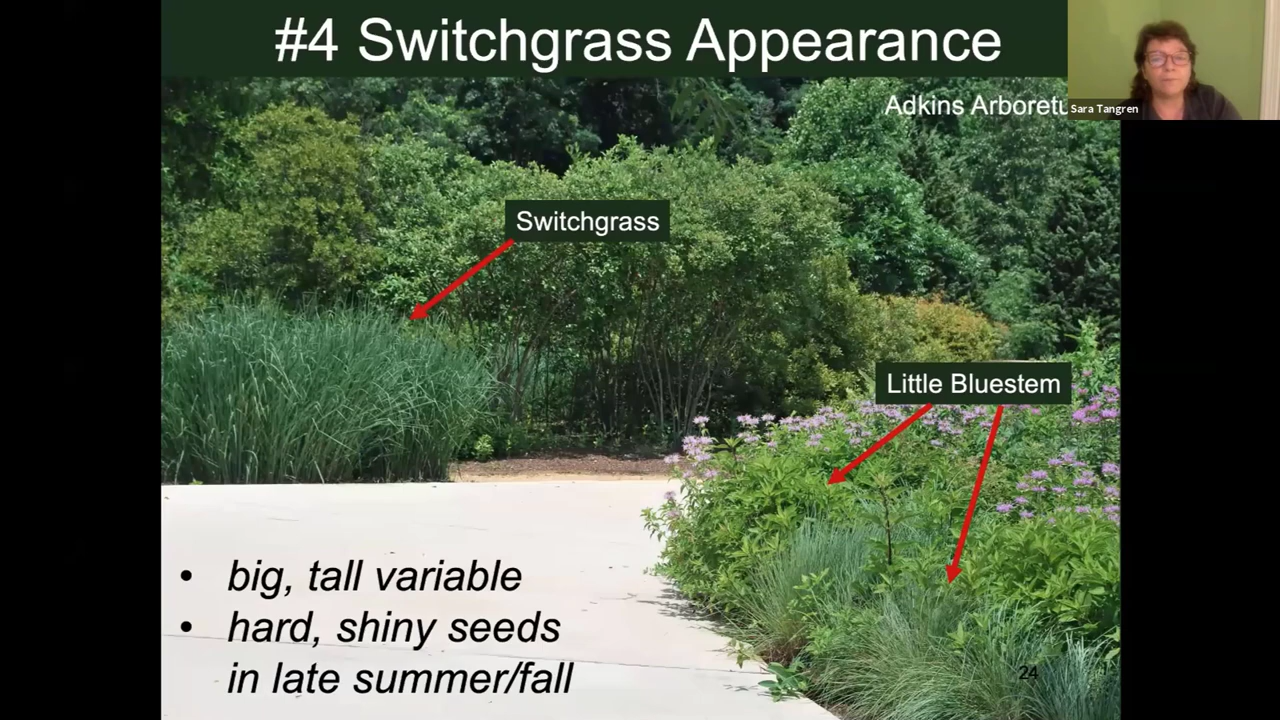 #4 Switchgrass Appearance
Adkins
Sara Tangren
Switchgrass
Little Bluestem
• big, tall variable
• hard, shiny seeds
in late summer/fall
24